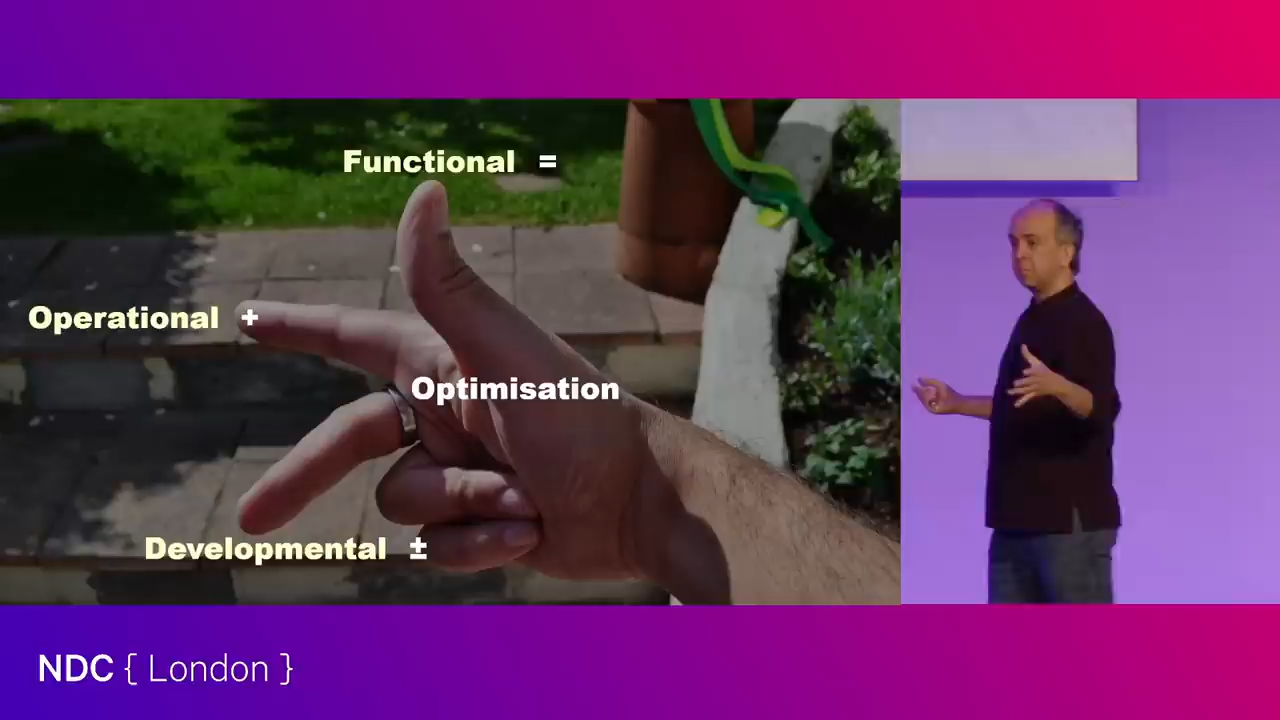 Functional =
Operational +
Optimisation
Developmental ±
NDC { London }